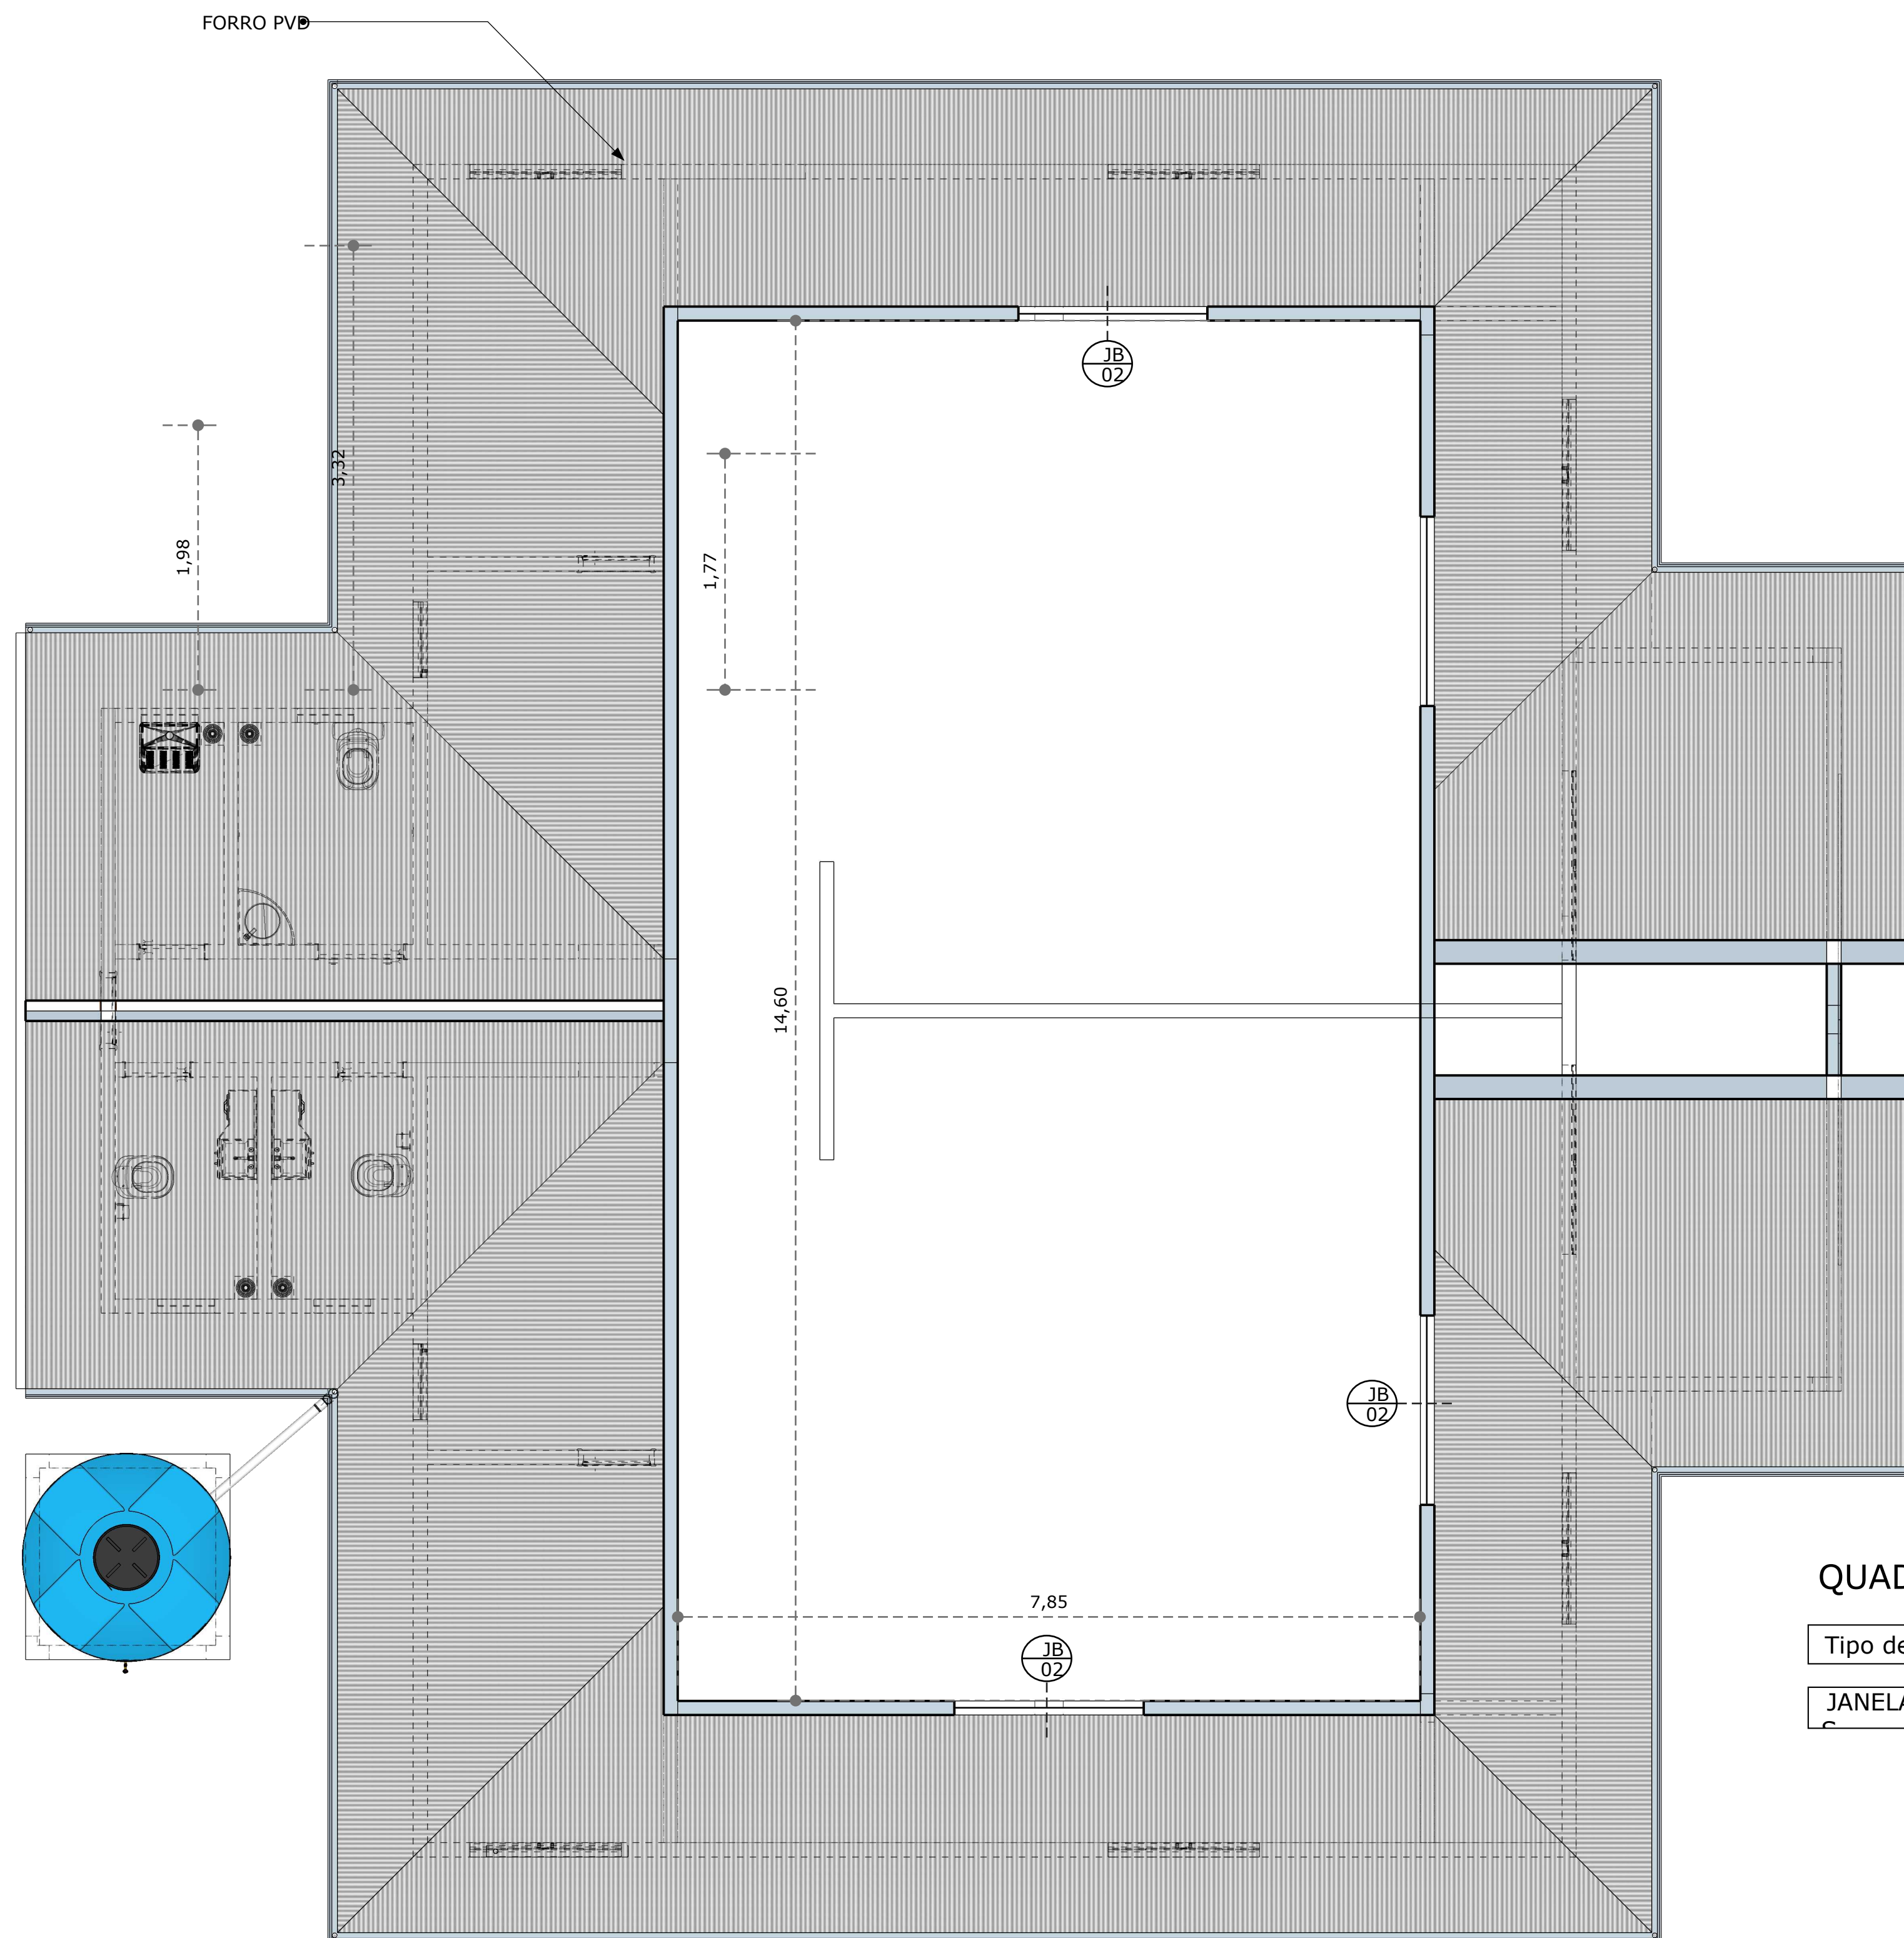 FORRO PVD
JB
02
3,32
1,98
1,77
14,60
JB
02
7,85
JB
02
QUAD
Tipo de
JANELA